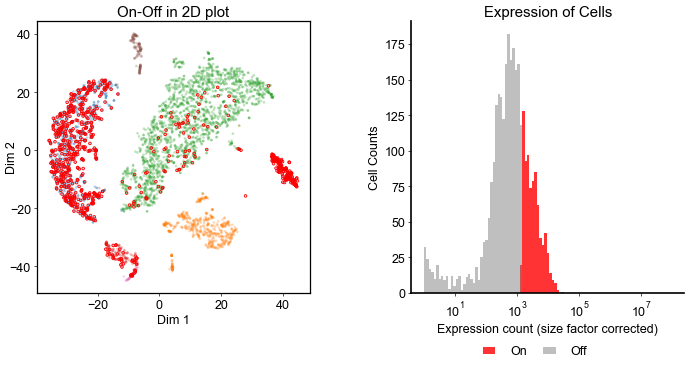 On-Off in 2D plot
Dim 2
40
20
0
−20
−40
−20
0
20
40
Dim 1
Expression of Cells
Cell Counts
175
150
125
100
75
50
25
0
10^1
10^3
10^5
10^7
Expression count (size factor corrected)
On
Off